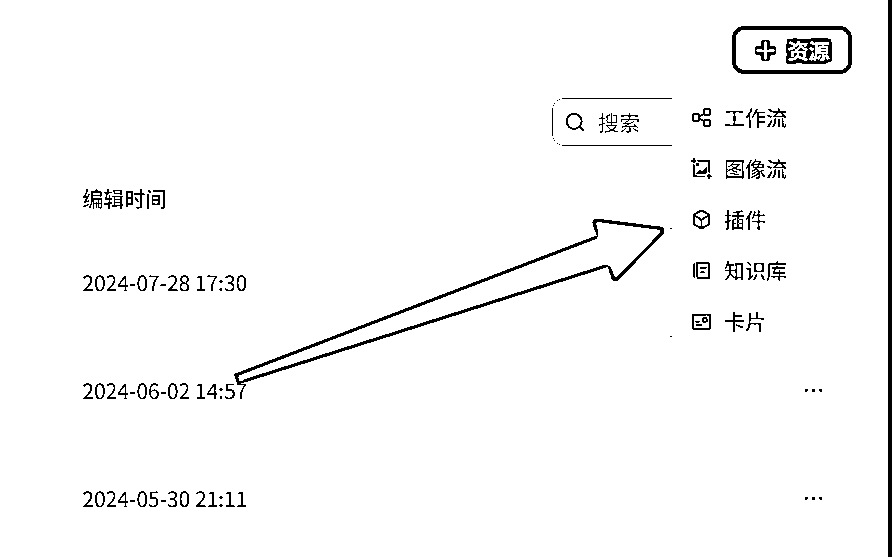 资源
搜索
工作流
图像流
编辑时间
插件
知识库
2024-07-28 17:30
卡片
2024-06-02 14:57
...
2024-05-30 21:11
...